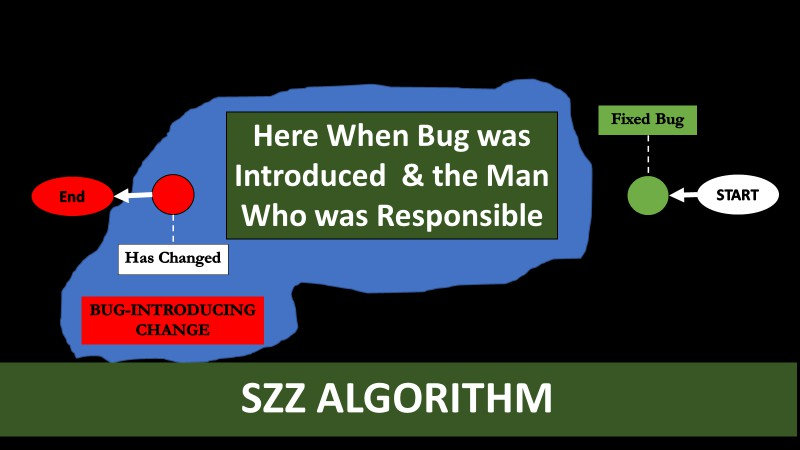 Fixed Bug
Here When Bug was
Introduced & the Man
Who was Responsible
End
START
Has Changed
BUG-INTRODUCING
CHANGE
SZZ ALGORITHM